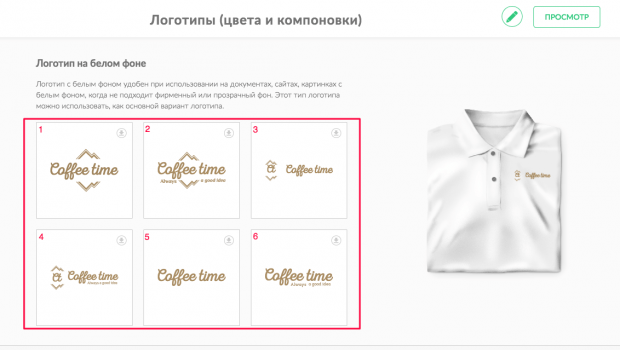 Логотипы (цвета и компоновки)
ПРОСМОТР
Логотип на белом фоне
Логотип с белым фоном удобен при использовании на документах, сайтах, картинках с
белым фоном, когда не подходит фирменный или прозрачный фон. Этот тип логотипа
можно использовать, как основной вариант логотипа.
1
Coffee time
2
Coffee time
Always a good idea
3
Coffee time
Coffee time
4
Coffee time
Always a good idea
5
Coffee time
6
Coffee time
Always a good idea